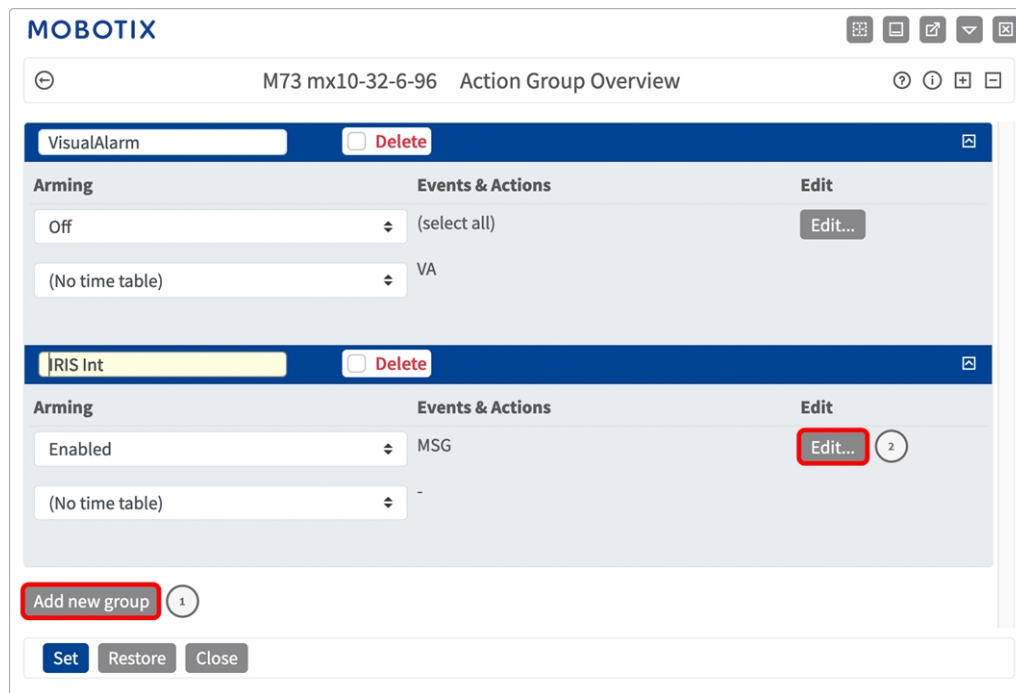 MOBOTIX
M73 mx10-32-6-96 Action Group Overview
VisualAlarm Delete
Arming Events & Actions Edit
Off (select all) Edit...
(No time table) VA
IRIS Int Delete
Arming Events & Actions Edit
Enabled MSG Edit... 2
(No time table) -
Add new group 1
Set Restore Close